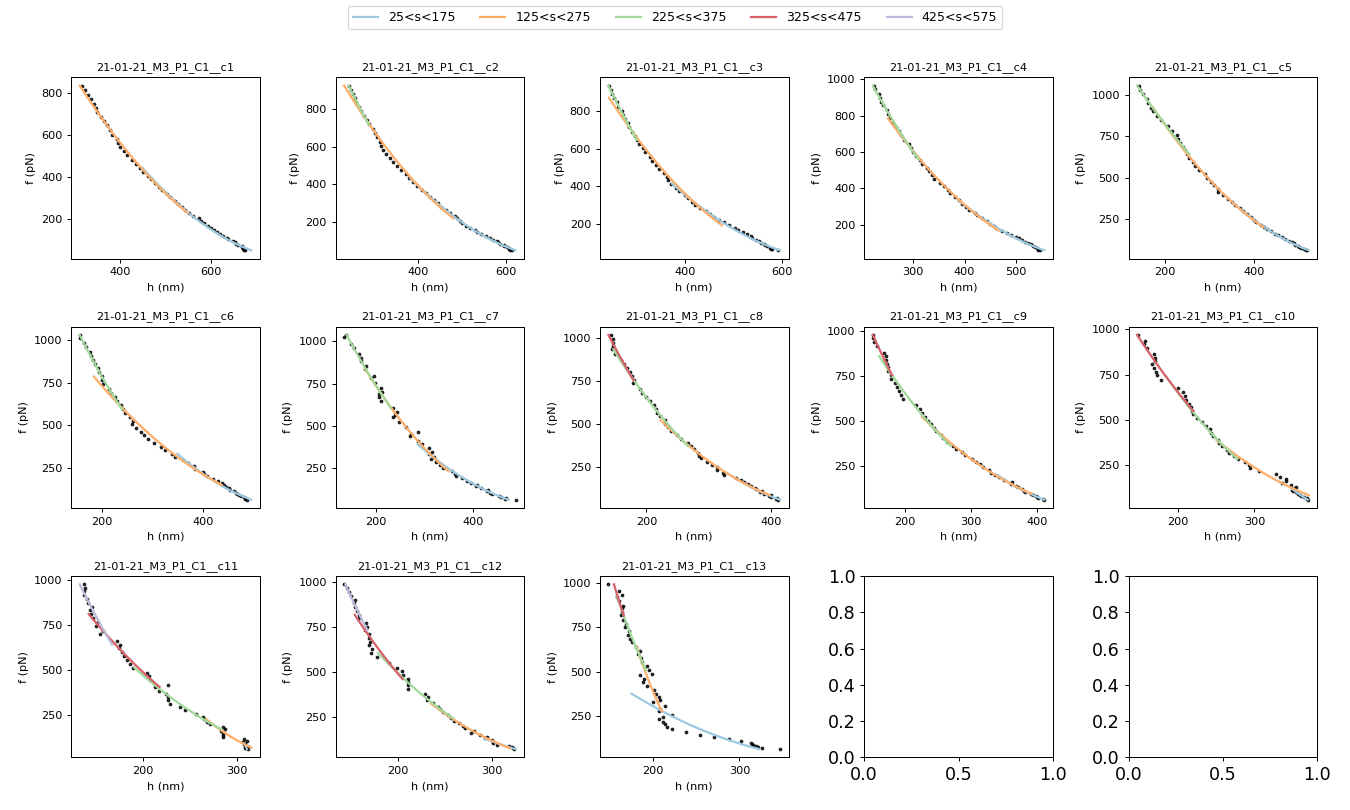 25<s<175 125<s<275 225<s<375 325<s<475 425<s<575
21-01-21_M3_P1_C1__c1 21-01-21_M3_P1_C1__c2 21-01-21_M3_P1_C1__c3 21-01-21_M3_P1_C1__c4 21-01-21_M3_P1_C1__c5
f (pN) 800 600 400 200
400 600
h (nm)
f (pN) 800 600 400 200
400 600
h (nm)
f (pN) 800 600 400 200
400 600
h (nm)
f (pN) 1000 800 600 400 200
300 400 500
h (nm)
f (pN) 1000 750 500 250
200 400
h (nm)
21-01-21_M3_P1_C1__c6 21-01-21_M3_P1_C1__c7 21-01-21_M3_P1_C1__c8 21-01-21_M3_P1_C1__c9 21-01-21_M3_P1_C1__c10
f (pN) 1000 750 500 250
200 400
h (nm)
f (pN) 1000 750 500 250
200 400
h (nm)
f (pN) 1000 750 500 250
200 400
h (nm)
f (pN) 1000 750 500 250
200 300 400
h (nm)
f (pN) 1000 750 500 250
200 300
h (nm)
21-01-21_M3_P1_C1__c11 21-01-21_M3_P1_C1__c12 21-01-21_M3_P1_C1__c13
f (pN) 1000 750 500 250
200 300
h (nm)
f (pN) 1000 750 500 250
200 300
h (nm)
f (pN) 1000 750 500 250
200 300
h (nm)
1.0 0.8 0.6 0.4 0.2 0.0
0.0 0.5 1.0
1.0 0.8 0.6 0.4 0.2 0.0
0.0 0.5 1.0